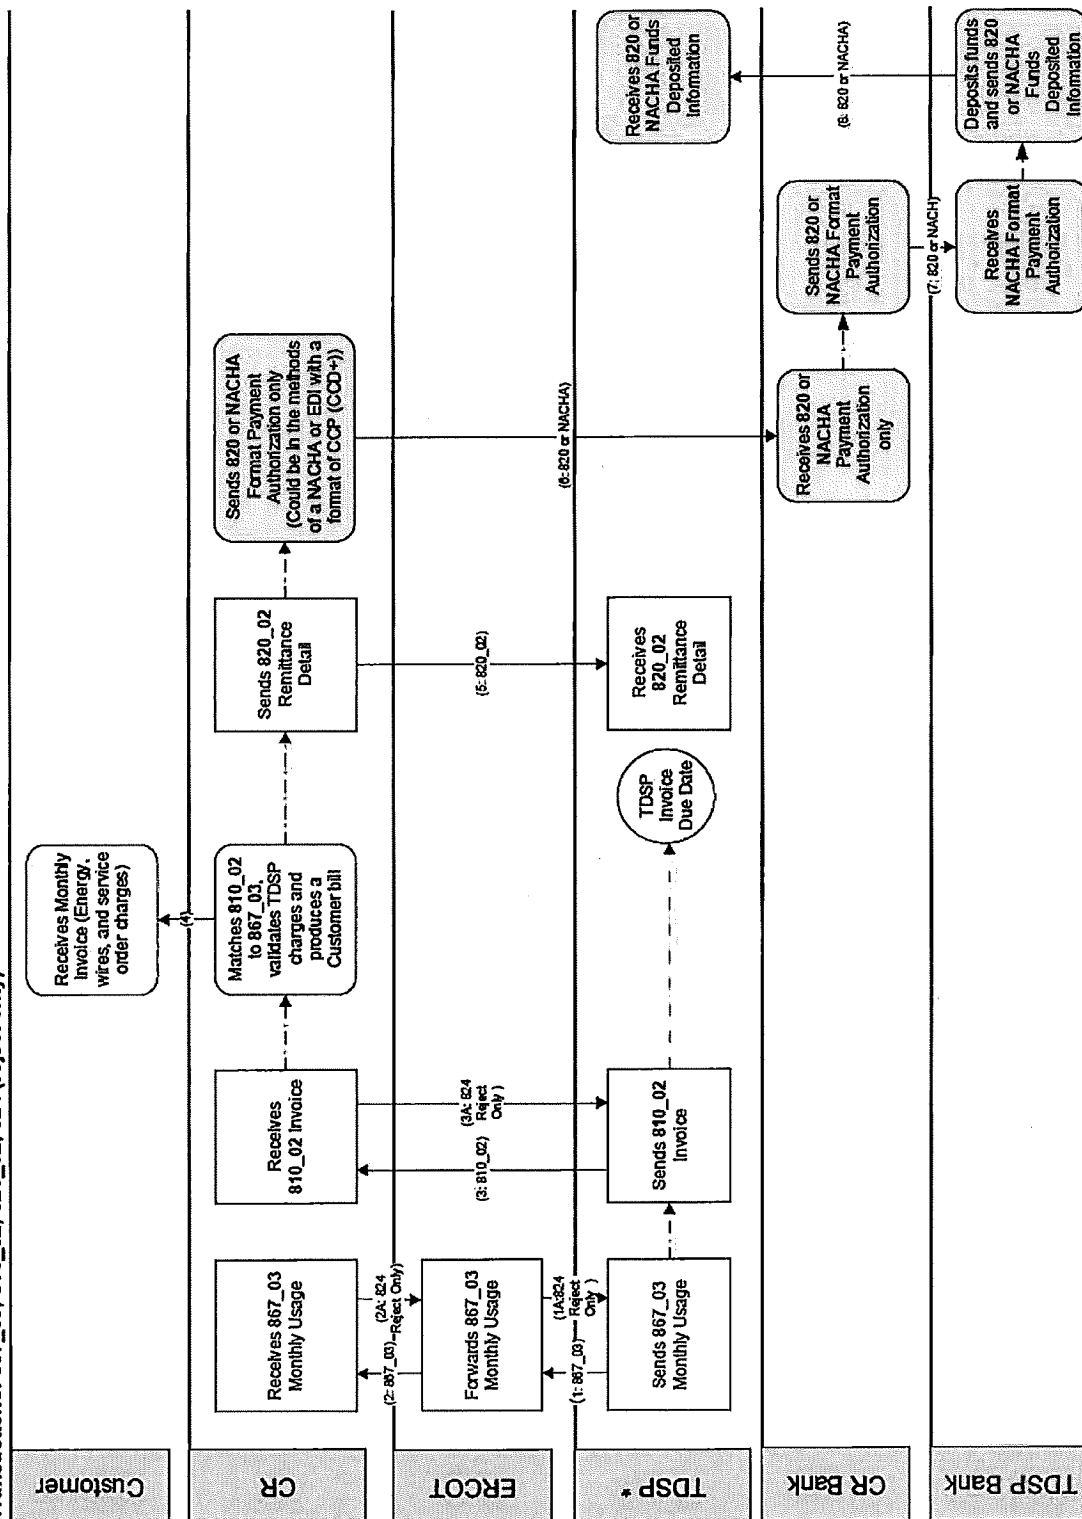 Customer
CR
ERCOT
TDSP *
CR Bank
TDSP Bank
Receives Monthly
Invoice (Energy,
wires, and service
order charges)
(4)
Receives 867_03
Monthly Usage
Receives
810_02 Invoice
Matches 810_02
to 867_03,
validates TDSP
charges and
produces a
Customer bill
Sends 820_02
Remittance
Detail
Sends 820 or NACHA
Format Payment
Authorization only
(Could be in the methods
of a NACHA or EDI with a
format of CCP (CCD+))
(2: 867_03)
(2A: 824
Reject Only)
Forwards 867_03
Monthly Usage
(1: 867_03)
(1A:824
Reject
Only )
(3: 810_02)
(3A: 824
Reject
Only )
(5: 820_02)
(6: 820 or NACHA)
Sends 867_03
Monthly Usage
Sends 810_02
Invoice
TDSP
Invoice
Due Date
Receives
820_02
Remittance
Detail
Receives 820 or
NACHA Funds
Deposited
Information
Receives 820 or
NACHA
Payment
Authorization
only
Sends 820 or
NACHA Format
Payment
Authorization
(7: 820 or NACH)
(8: 820 or NACHA)
Receives
NACHA Format
Payment
Authorization
Deposits funds
and sends 820
or NACHA
Funds
Deposited
Information